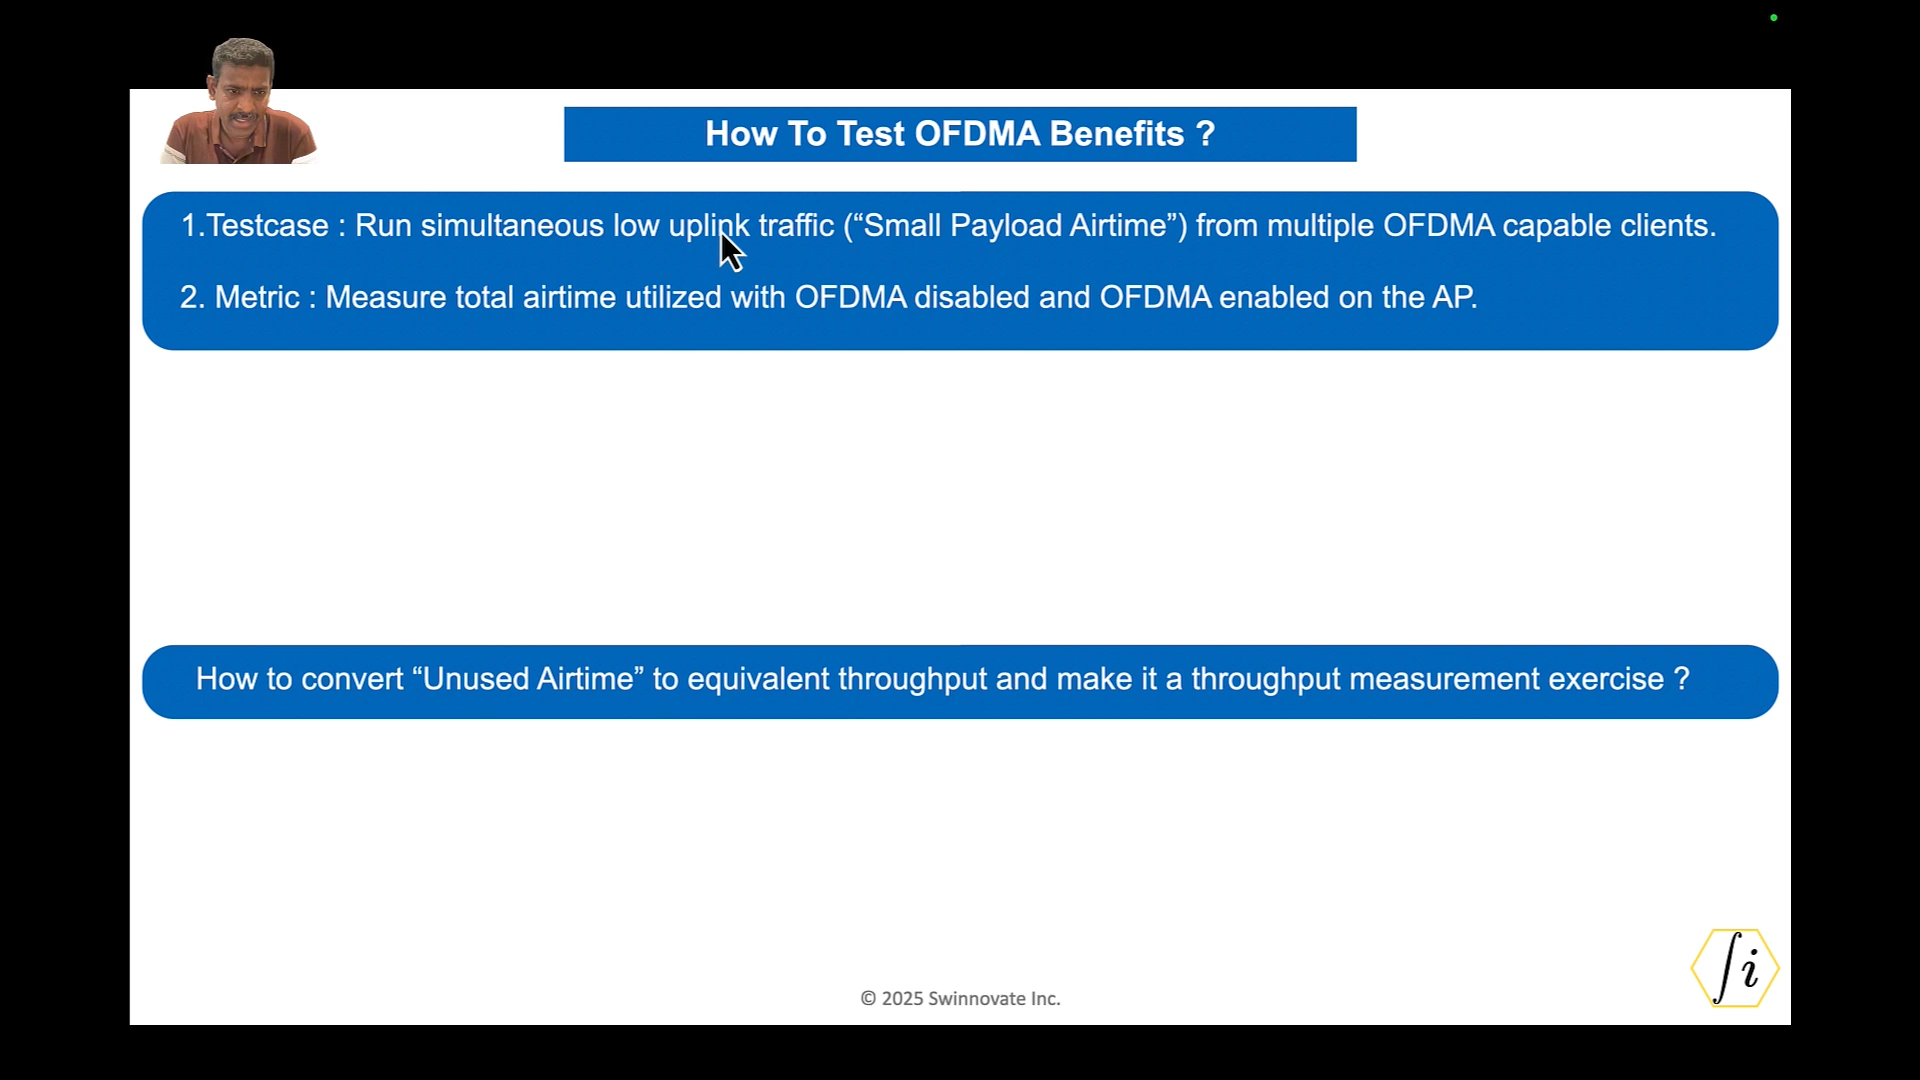 How To Test OFDMA Benefits ?
1.Testcase : Run simultaneous low uplink traffic (“Small Payload Airtime”) from multiple OFDMA capable clients.
2. Metric : Measure total airtime utilized with OFDMA disabled and OFDMA enabled on the AP.
How to convert “Unused Airtime” to equivalent throughput and make it a throughput measurement exercise ?
∫i
© 2025 Swinnovate Inc.